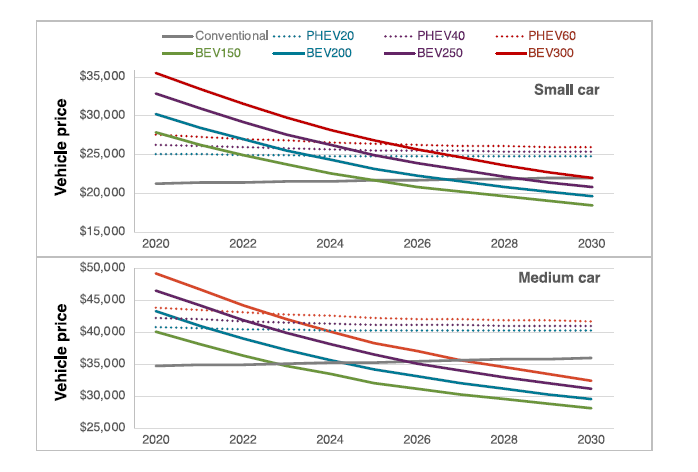 Conventional PHEV20 PHEV40 PHEV60
BEV150 BEV200 BEV250 BEV300
Small car
Vehicle price
$35,000
$30,000
$25,000
$20,000
$15,000
2020 2022 2024 2026 2028 2030
Medium car
Vehicle price
$50,000
$45,000
$40,000
$35,000
$30,000
$25,000
2020 2022 2024 2026 2028 2030